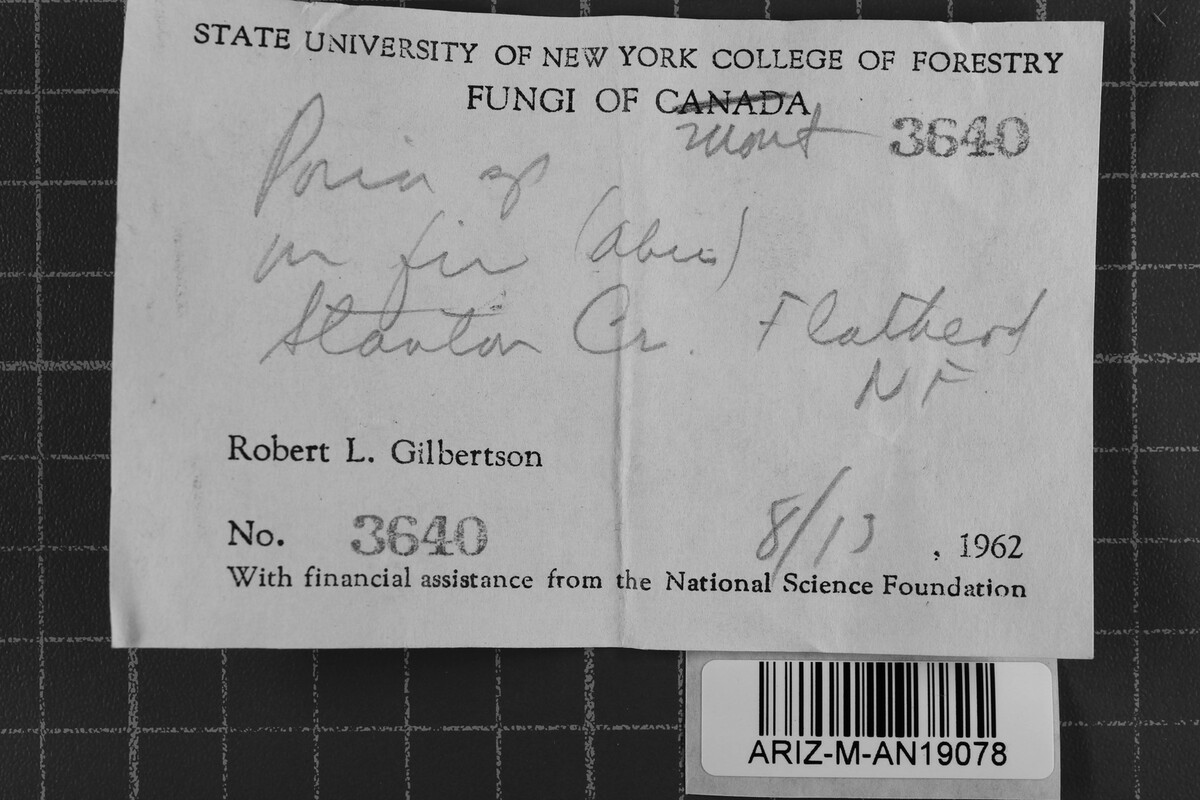 STATE UNIVERSITY OF NEW YORK COLLEGE OF FORESTRY
FUNGI OF CANADA
Mont 3640
Poria sp
on fir (Abies)
Stanton Cr. Flathead
NF
Robert L. Gilbertson
No. 3640 8/13, 1962
With financial assistance from the National Science Foundation
ARIZ-M-AN19078